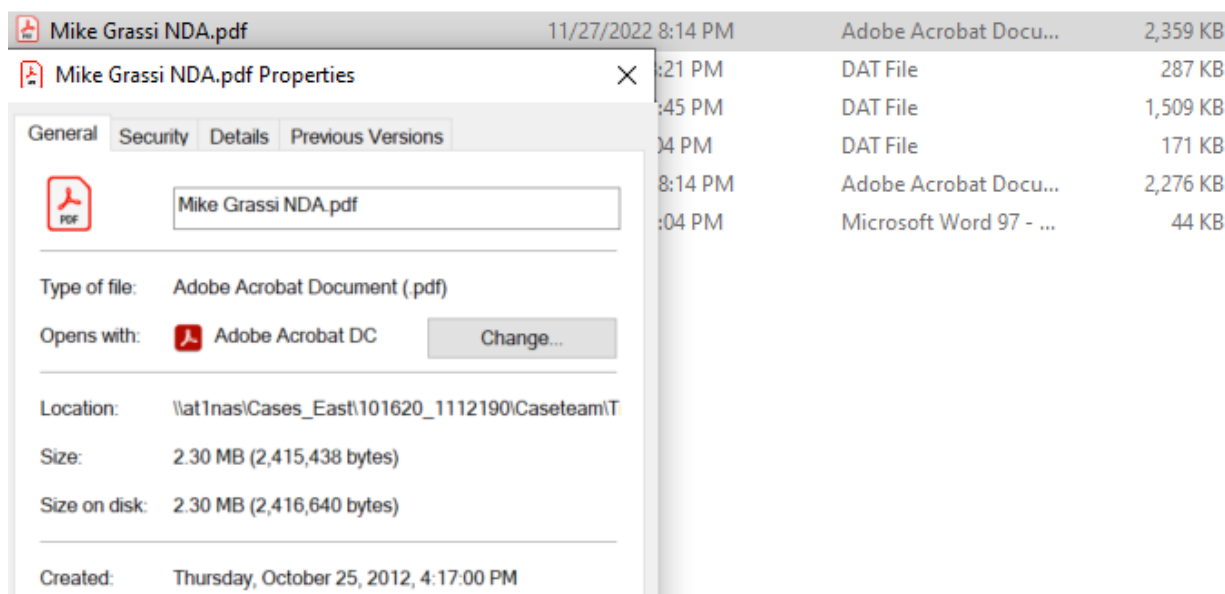 Mike Grassi NDA.pdf 11/27/2022 8:14 PM Adobe Acrobat Docu... 2,359 KB
Mike Grassi NDA.pdf Properties :21 PM DAT File 287 KB
:45 PM DAT File 1,509 KB
General Security Details Previous Versions 04 PM DAT File 171 KB
8:14 PM Adobe Acrobat Docu... 2,276 KB
PDF Mike Grassi NDA.pdf :04 PM Microsoft Word 97 - ... 44 KB
Type of file: Adobe Acrobat Document (.pdf)
Opens with: Adobe Acrobat DC Change...
Location: \\at1nas\Cases_East\101620_1112190\Caseteam\T
Size: 2.30 MB (2,415,438 bytes)
Size on disk: 2.30 MB (2,416,640 bytes)
Created: Thursday, October 25, 2012, 4:17:00 PM